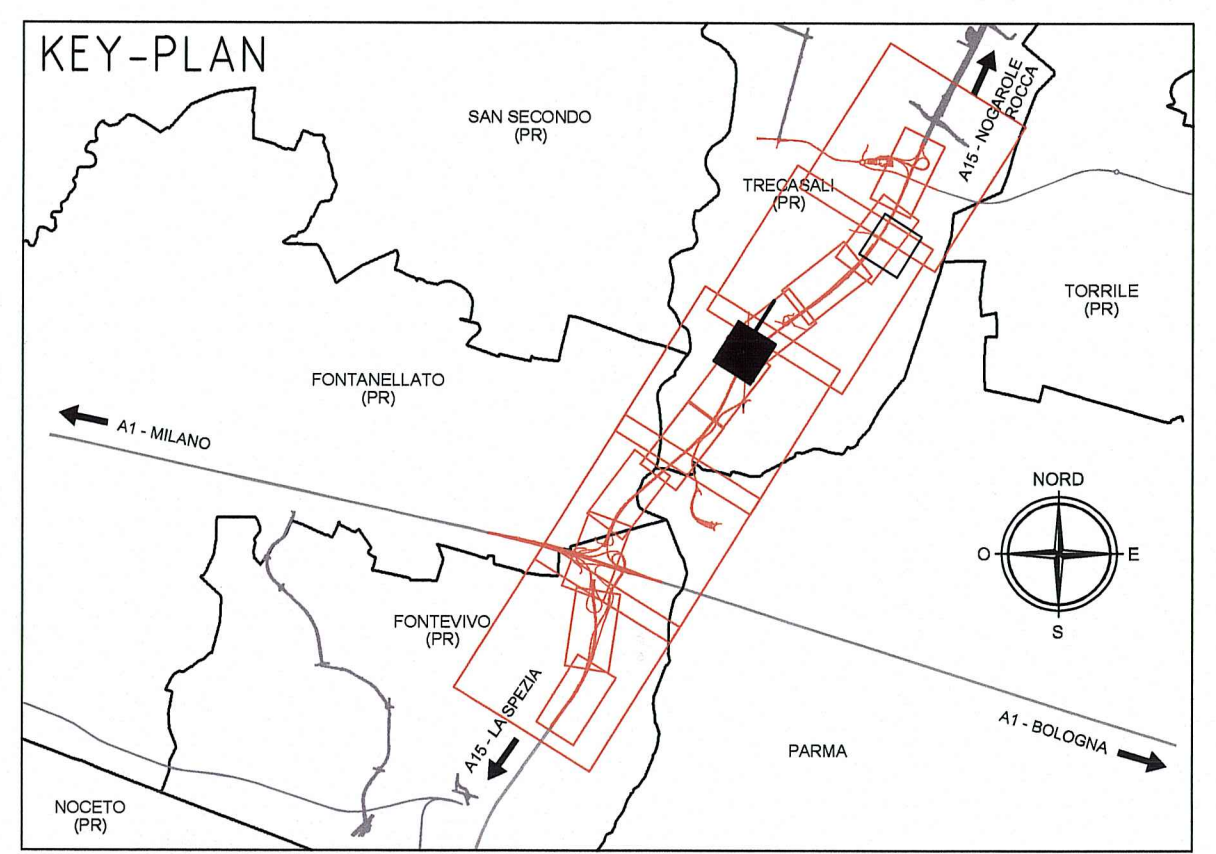 KEY-PLAN
SAN SECONDO
(PR)
A15 - NOGAROLE
ROCCA
TRECASALI
(PR)
TORRILE
(PR)
FONTANELLATO
(PR)
A1 - MILANO
NORD
O
E
S
FONTEVIVO
(PR)
A15 - LA SPEZIA
A1 - BOLOGNA
PARMA
NOCETO
(PR)